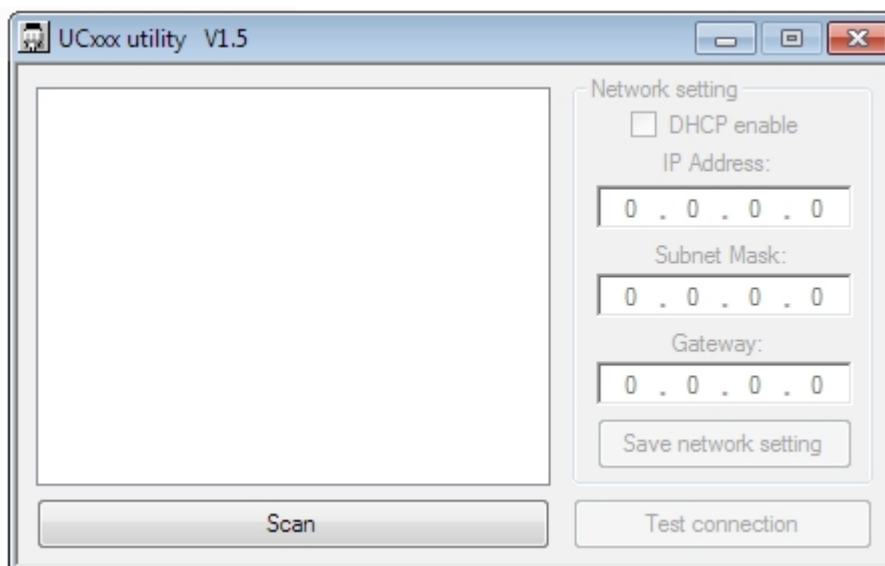 UCxxx utility V1.5
Network setting
DHCP enable
IP Address:
0 . 0 . 0 . 0
Subnet Mask:
0 . 0 . 0 . 0
Gateway:
0 . 0 . 0 . 0
Save network setting
Scan
Test connection